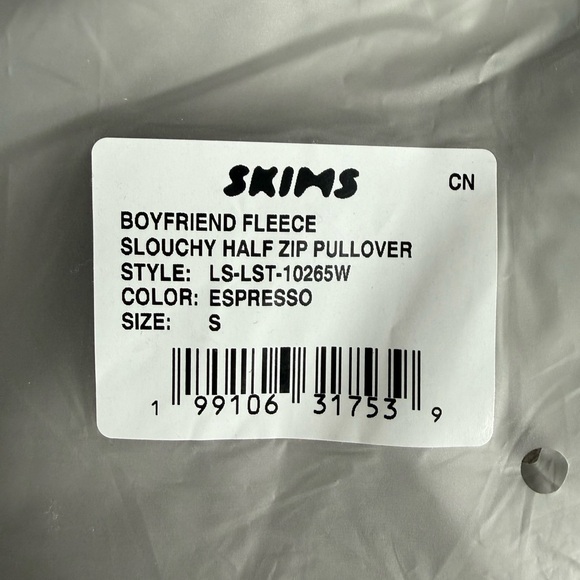 SKIMS CN
BOYFRIEND FLEECE
SLOUCHY HALF ZIP PULLOVER
STYLE: LS-LST-10265W
COLOR: ESPRESSO
SIZE: S
1 99106 31753 9